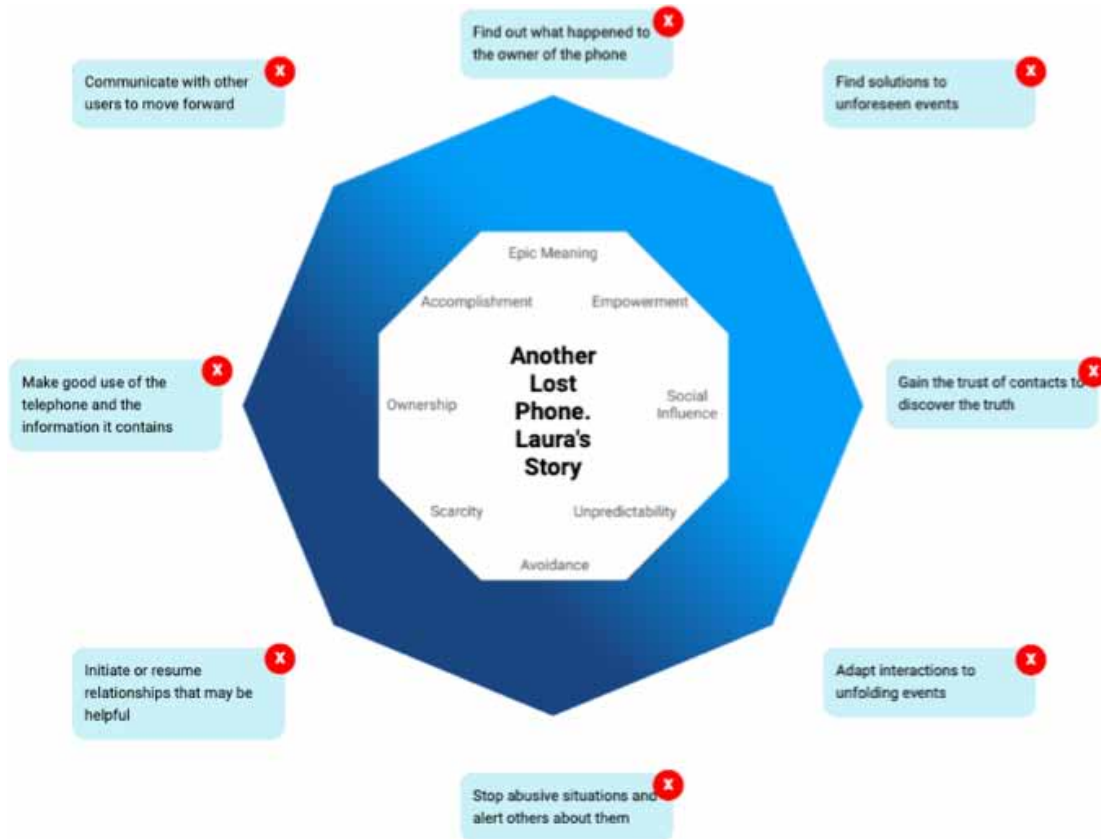 Find out what happened to
the owner of the phone
X
Communicate with other
users to move forward
X
Find solutions to
unforeseen events
X
Epic Meaning
Accomplishment
Empowerment
Another
Lost
Phone.
Laura's
Story
Ownership
Social
Influence
Scarcity
Unpredictability
Avoidance
Make good use of the
telephone and the
information it contains
X
Gain the trust of contacts to
discover the truth
X
Initiate or resume
relationships that may be
helpful
X
Adapt interactions to
unfolding events
X
Stop abusive situations and
alert others about them
X